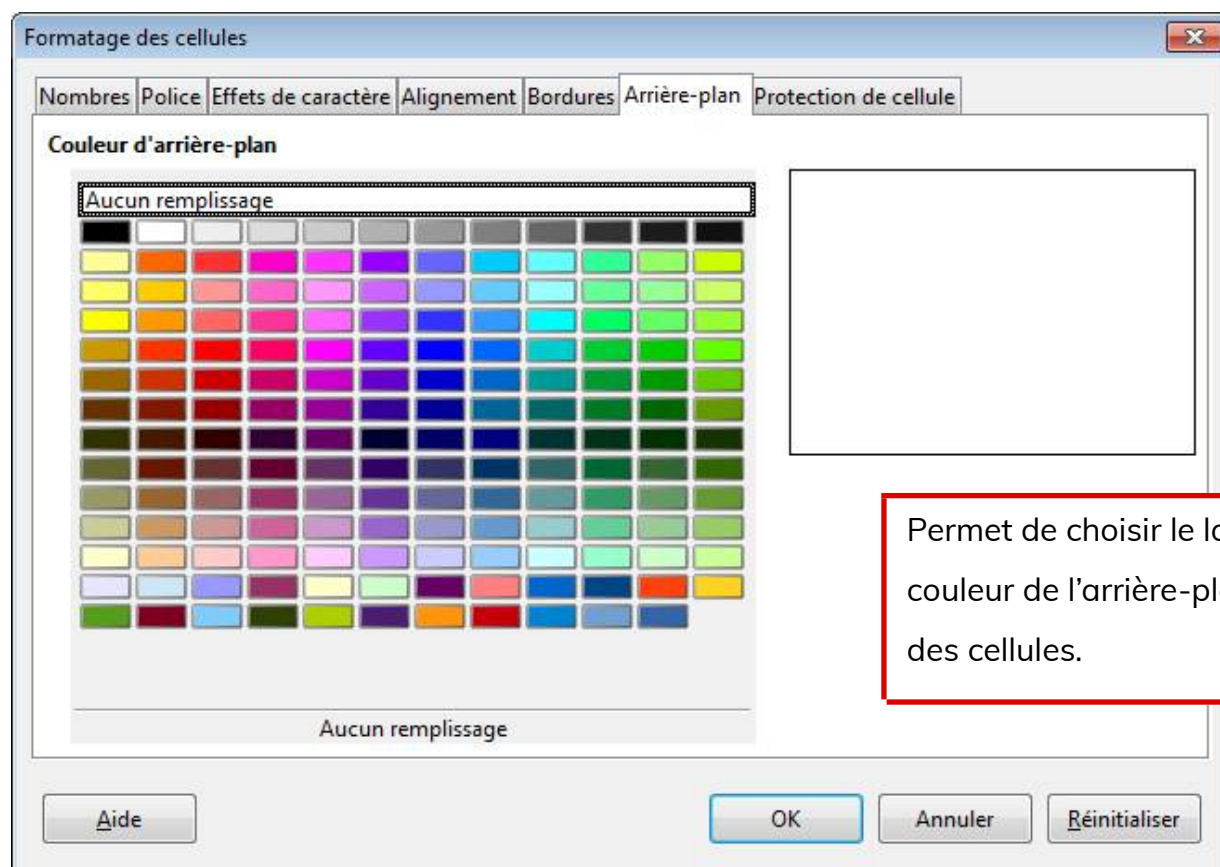 Formatage des cellules
Nombres Police Effets de caractère Alignement Bordures Arrière-plan Protection de cellule
Couleur d'arrière-plan
Aucun remplissage
Permet de choisir le
couleur de l'arrière-
des cellules.
Aucun remplissage
Aide OK Annuler Réinitialiser